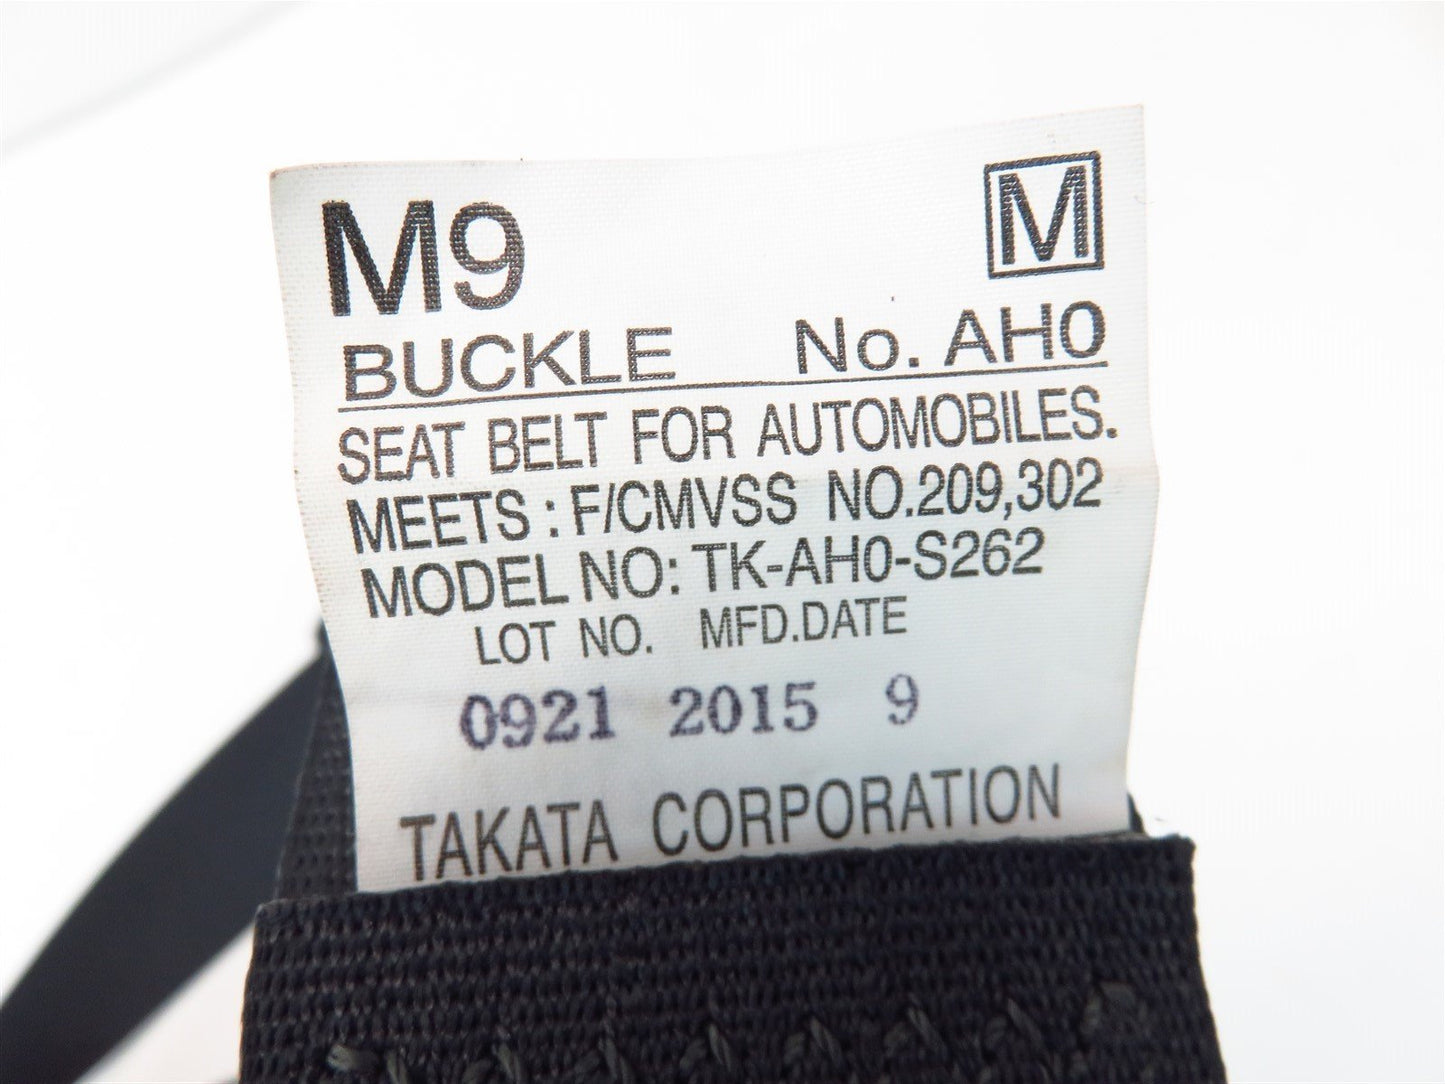 M9 M
BUCKLE No. AH0
SEAT BELT FOR AUTOMOBILES.
MEETS : F/CMVSS NO.209,302
MODEL NO: TK-AH0-S262
LOT NO. MFD.DATE
0921 2015 9
TAKATA CORPORATION